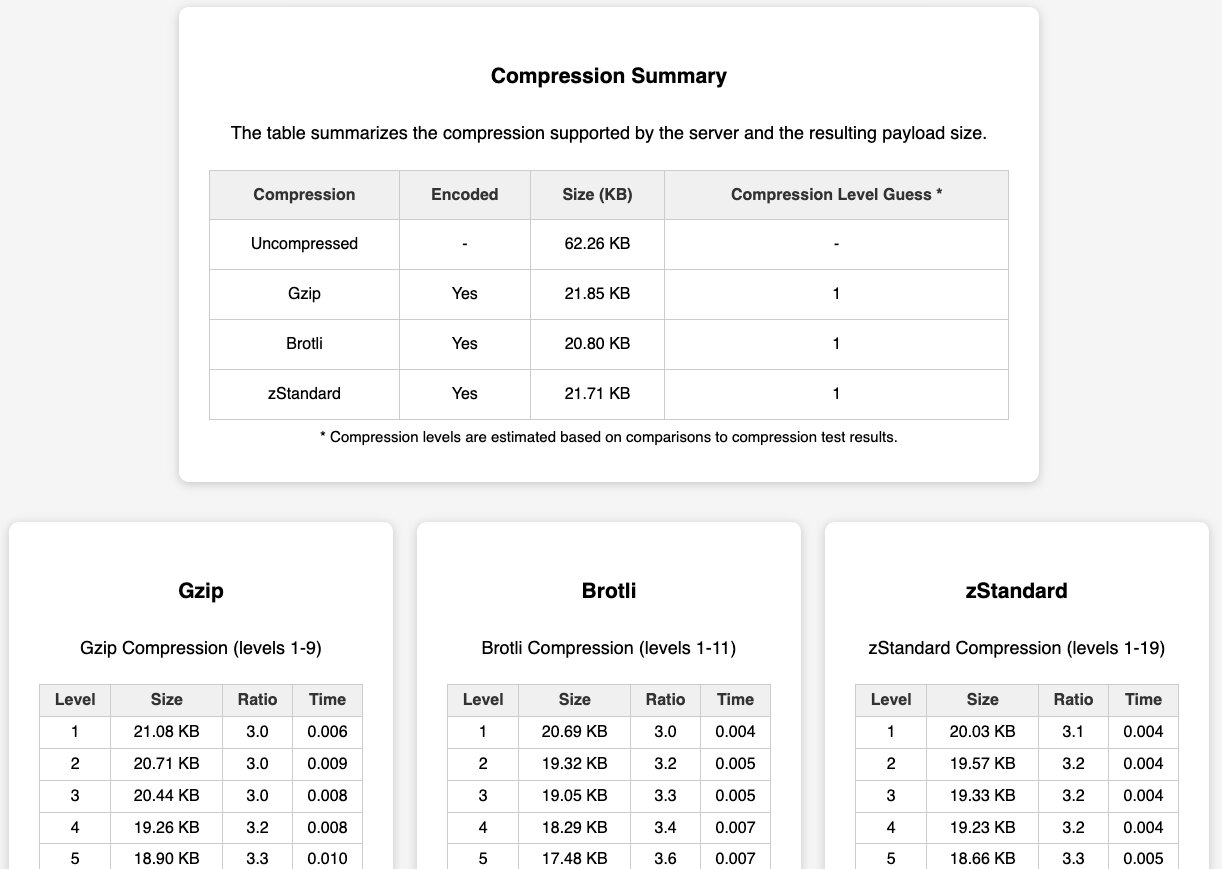 Compression Summary
The table summarizes the compression supported by the server and the resulting payload size.
Compression Encoded Size (KB) Compression Level Guess *
Uncompressed - 62.26 KB -
Gzip Yes 21.85 KB 1
Brotli Yes 20.80 KB 1
zStandard Yes 21.71 KB 1
* Compression levels are estimated based on comparisons to compression test results.
Gzip
Gzip Compression (levels 1-9)
Level Size Ratio Time
1 21.08 KB 3.0 0.006
2 20.71 KB 3.0 0.009
3 20.44 KB 3.0 0.008
4 19.26 KB 3.2 0.008
5 18.90 KB 3.3 0.010
Brotli
Brotli Compression (levels 1-11)
Level Size Ratio Time
1 20.69 KB 3.0 0.004
2 19.32 KB 3.2 0.005
3 19.05 KB 3.3 0.005
4 18.29 KB 3.4 0.007
5 17.48 KB 3.6 0.007
zStandard
zStandard Compression (levels 1-19)
Level Size Ratio Time
1 20.03 KB 3.1 0.004
2 19.57 KB 3.2 0.004
3 19.33 KB 3.2 0.004
4 19.23 KB 3.2 0.004
5 18.66 KB 3.3 0.005